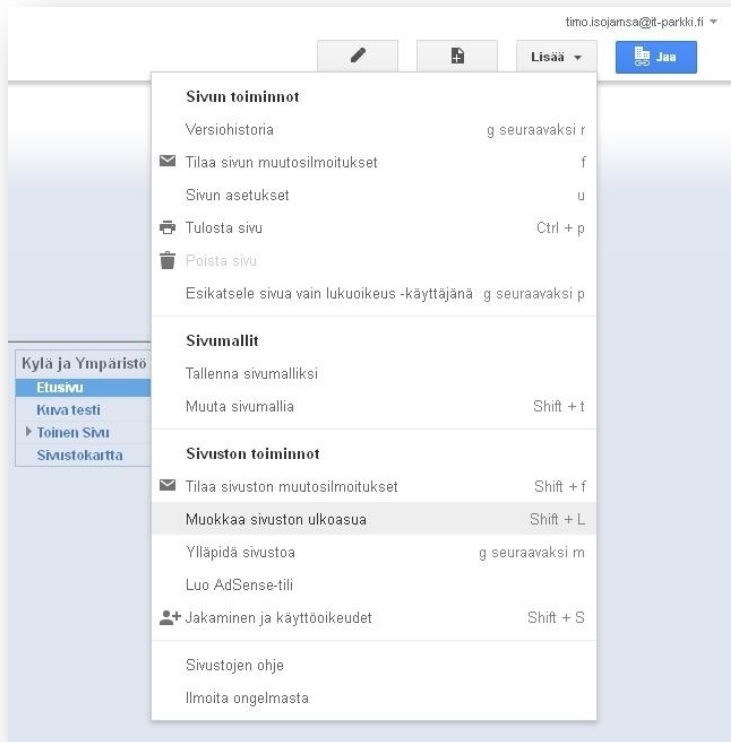 timo.isojamsa@it-parkki.fi
Lisää
Jaa
Sivun toiminnot
Versiohistoria g seuraavaksi r
Tilaa sivun muutosilmoitukset f
Sivun asetukset u
Tulosta sivu Ctrl + p
Poista sivu
Esikatsele sivua vain lukuoikeus -käyttäjänä g seuraavaksi p
Sivumallit
Tallenna sivumalliksi
Muuta sivumallia Shift + t
Sivuston toiminnot
Tilaa sivuston muutosilmoitukset Shift + f
Muokkaa sivuston ulkoasua Shift + L
Ylläpidä sivustoa g seuraavaksi m
Luo AdSense-tili
Jakaminen ja käyttöoikeudet Shift + S
Sivustojen ohje
Ilmoita ongelmasta
Kylä ja Ympäristö
Etusivu
Kuva testi
Toinen Sivu
Sivustokartta